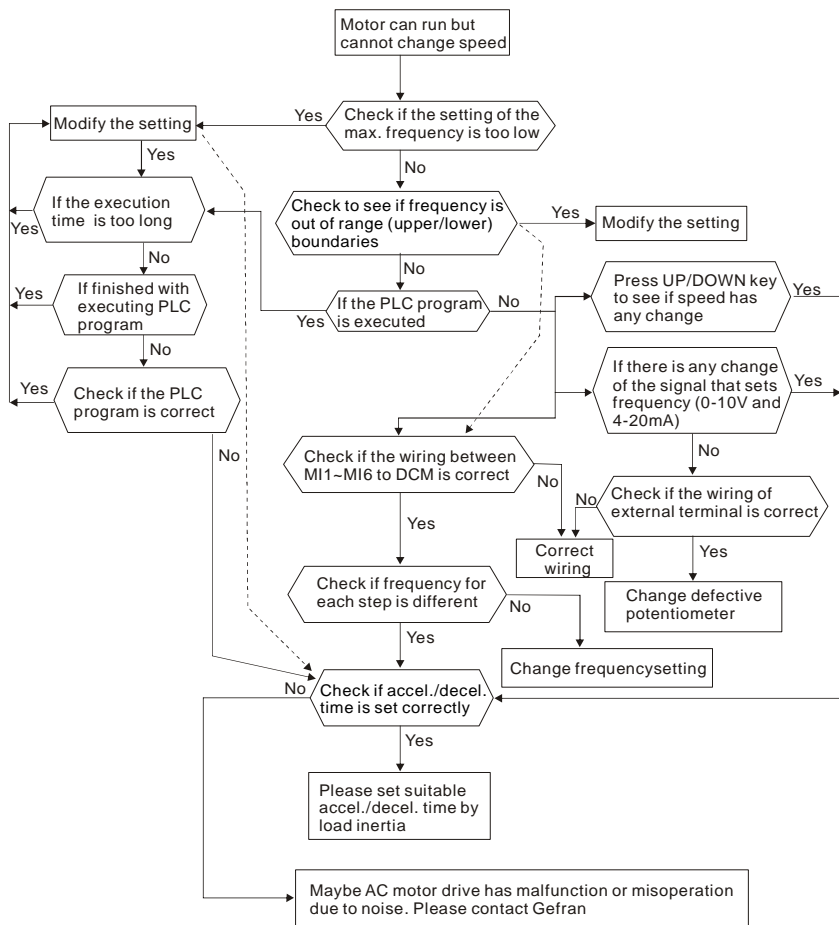 Motor can run but
cannot change speed
Yes
Check if the setting of the
max. frequency is too low
Modify the setting
Yes
No
If the execution
time is too long
Yes
Check to see if frequency is
out of range (upper/lower)
boundaries
Yes
Modify the setting
No
No
If finished with
executing PLC
program
Yes
Yes
If the PLC program
is executed
No
Press UP/DOWN key
to see if speed has
any change
Yes
No
Yes
Check if the PLC
program is correct
If there is any change
of the signal that sets
frequency (0-10V and
4-20mA)
Yes
No
No
Check if the wiring between
MI1~MI6 to DCM is correct
No
No
Check if the wiring of
external terminal is correct
Yes
Correct
wiring
Yes
Change defective
potentiometer
Check if frequency for
each step is different
No
Yes
Change frequencysetting
No
Check if accel./decel.
time is set correctly
Yes
Please set suitable
accel./decel. time by
load inertia
Maybe AC motor drive has malfunction or misoperation
due to noise. Please contact Gefran